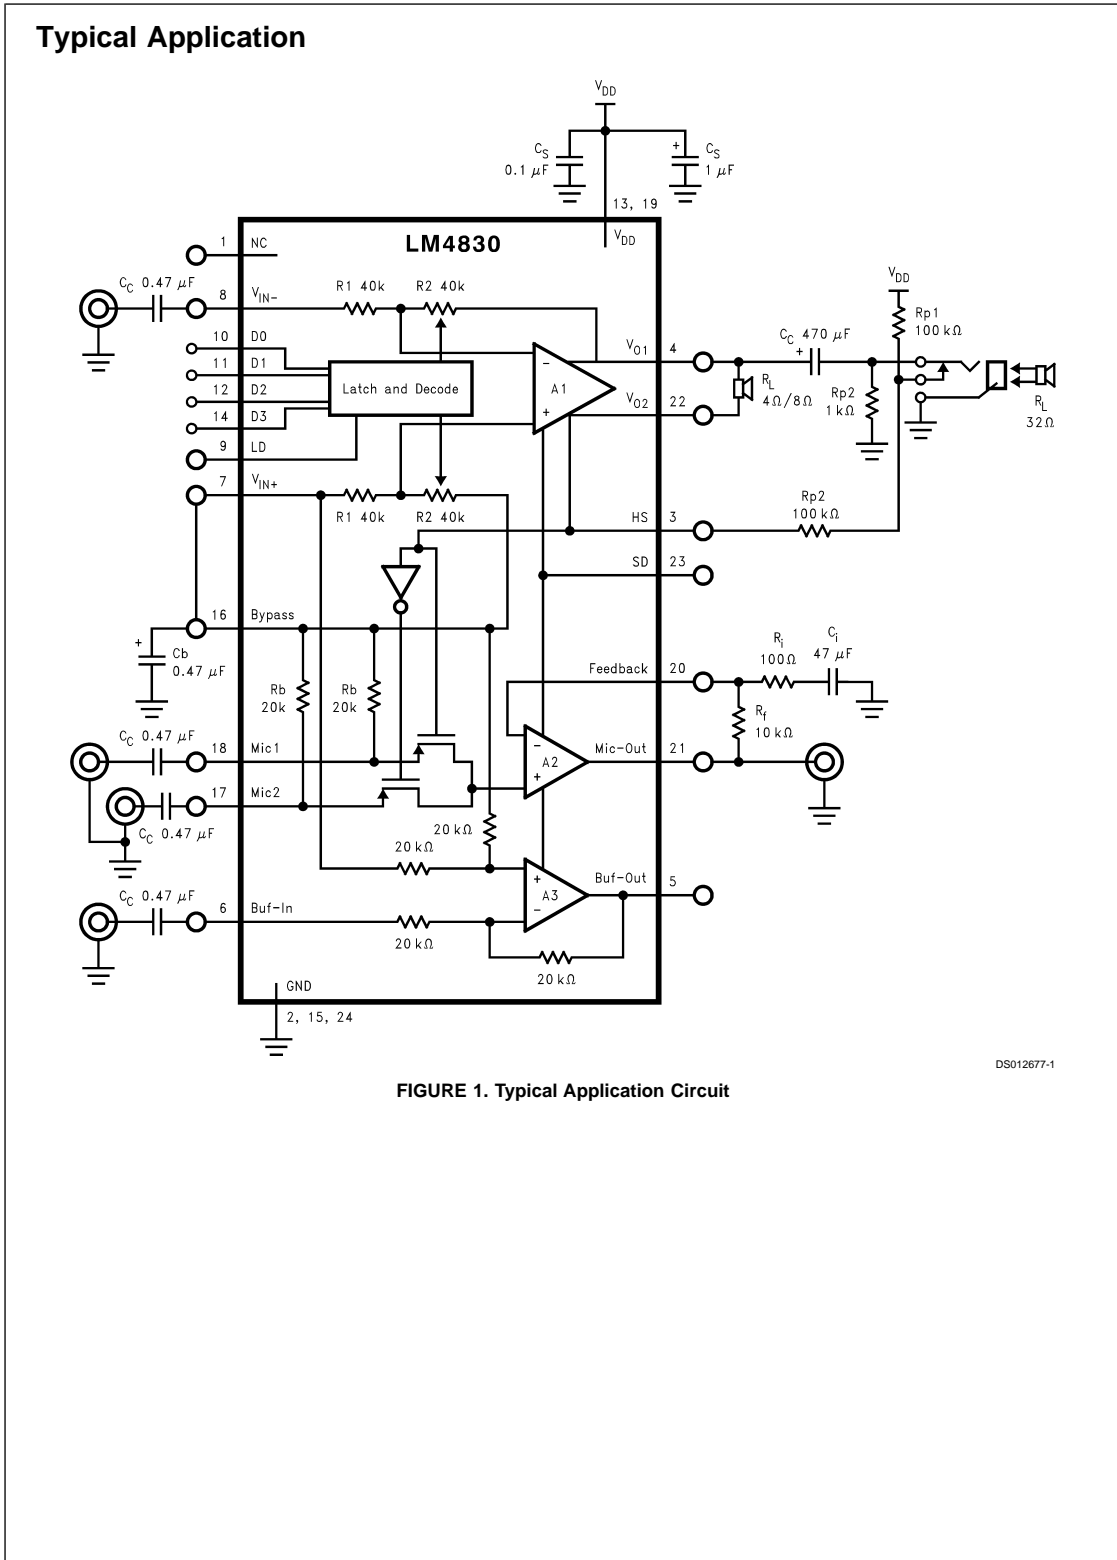 Typical Application
V_DD
C_S
0.1 μF
+ C_S
1 μF
13, 19
V_DD
LM4830
1 NC
C_C 0.47 μF
8 V_IN−
R1 40k R2 40k
10 D0
11 D1
12 D2
14 D3
9 LD
Latch and Decode
−
A1
+
V_O1 4
V_O2 22
R_L
4Ω/8Ω
C_C 470 μF
+
V_DD
Rp1
100 kΩ
Rp2
1 kΩ
R_L
32Ω
7 V_IN+
R1 40k R2 40k
HS 3
Rp2
100 kΩ
SD 23
16 Bypass
+
Cb
0.47 μF
Rb
20k
Rb
20k
Feedback 20
R_i
100Ω
C_i
47 μF
R_f
10 kΩ
C_C 0.47 μF
18 Mic1
17 Mic2
C_C 0.47 μF
−
A2
+
Mic-Out 21
20 kΩ
20 kΩ
+
A3
−
Buf-Out 5
C_C 0.47 μF
6 Buf-In
20 kΩ
20 kΩ
GND
2, 15, 24
DS012677-1
FIGURE 1. Typical Application Circuit